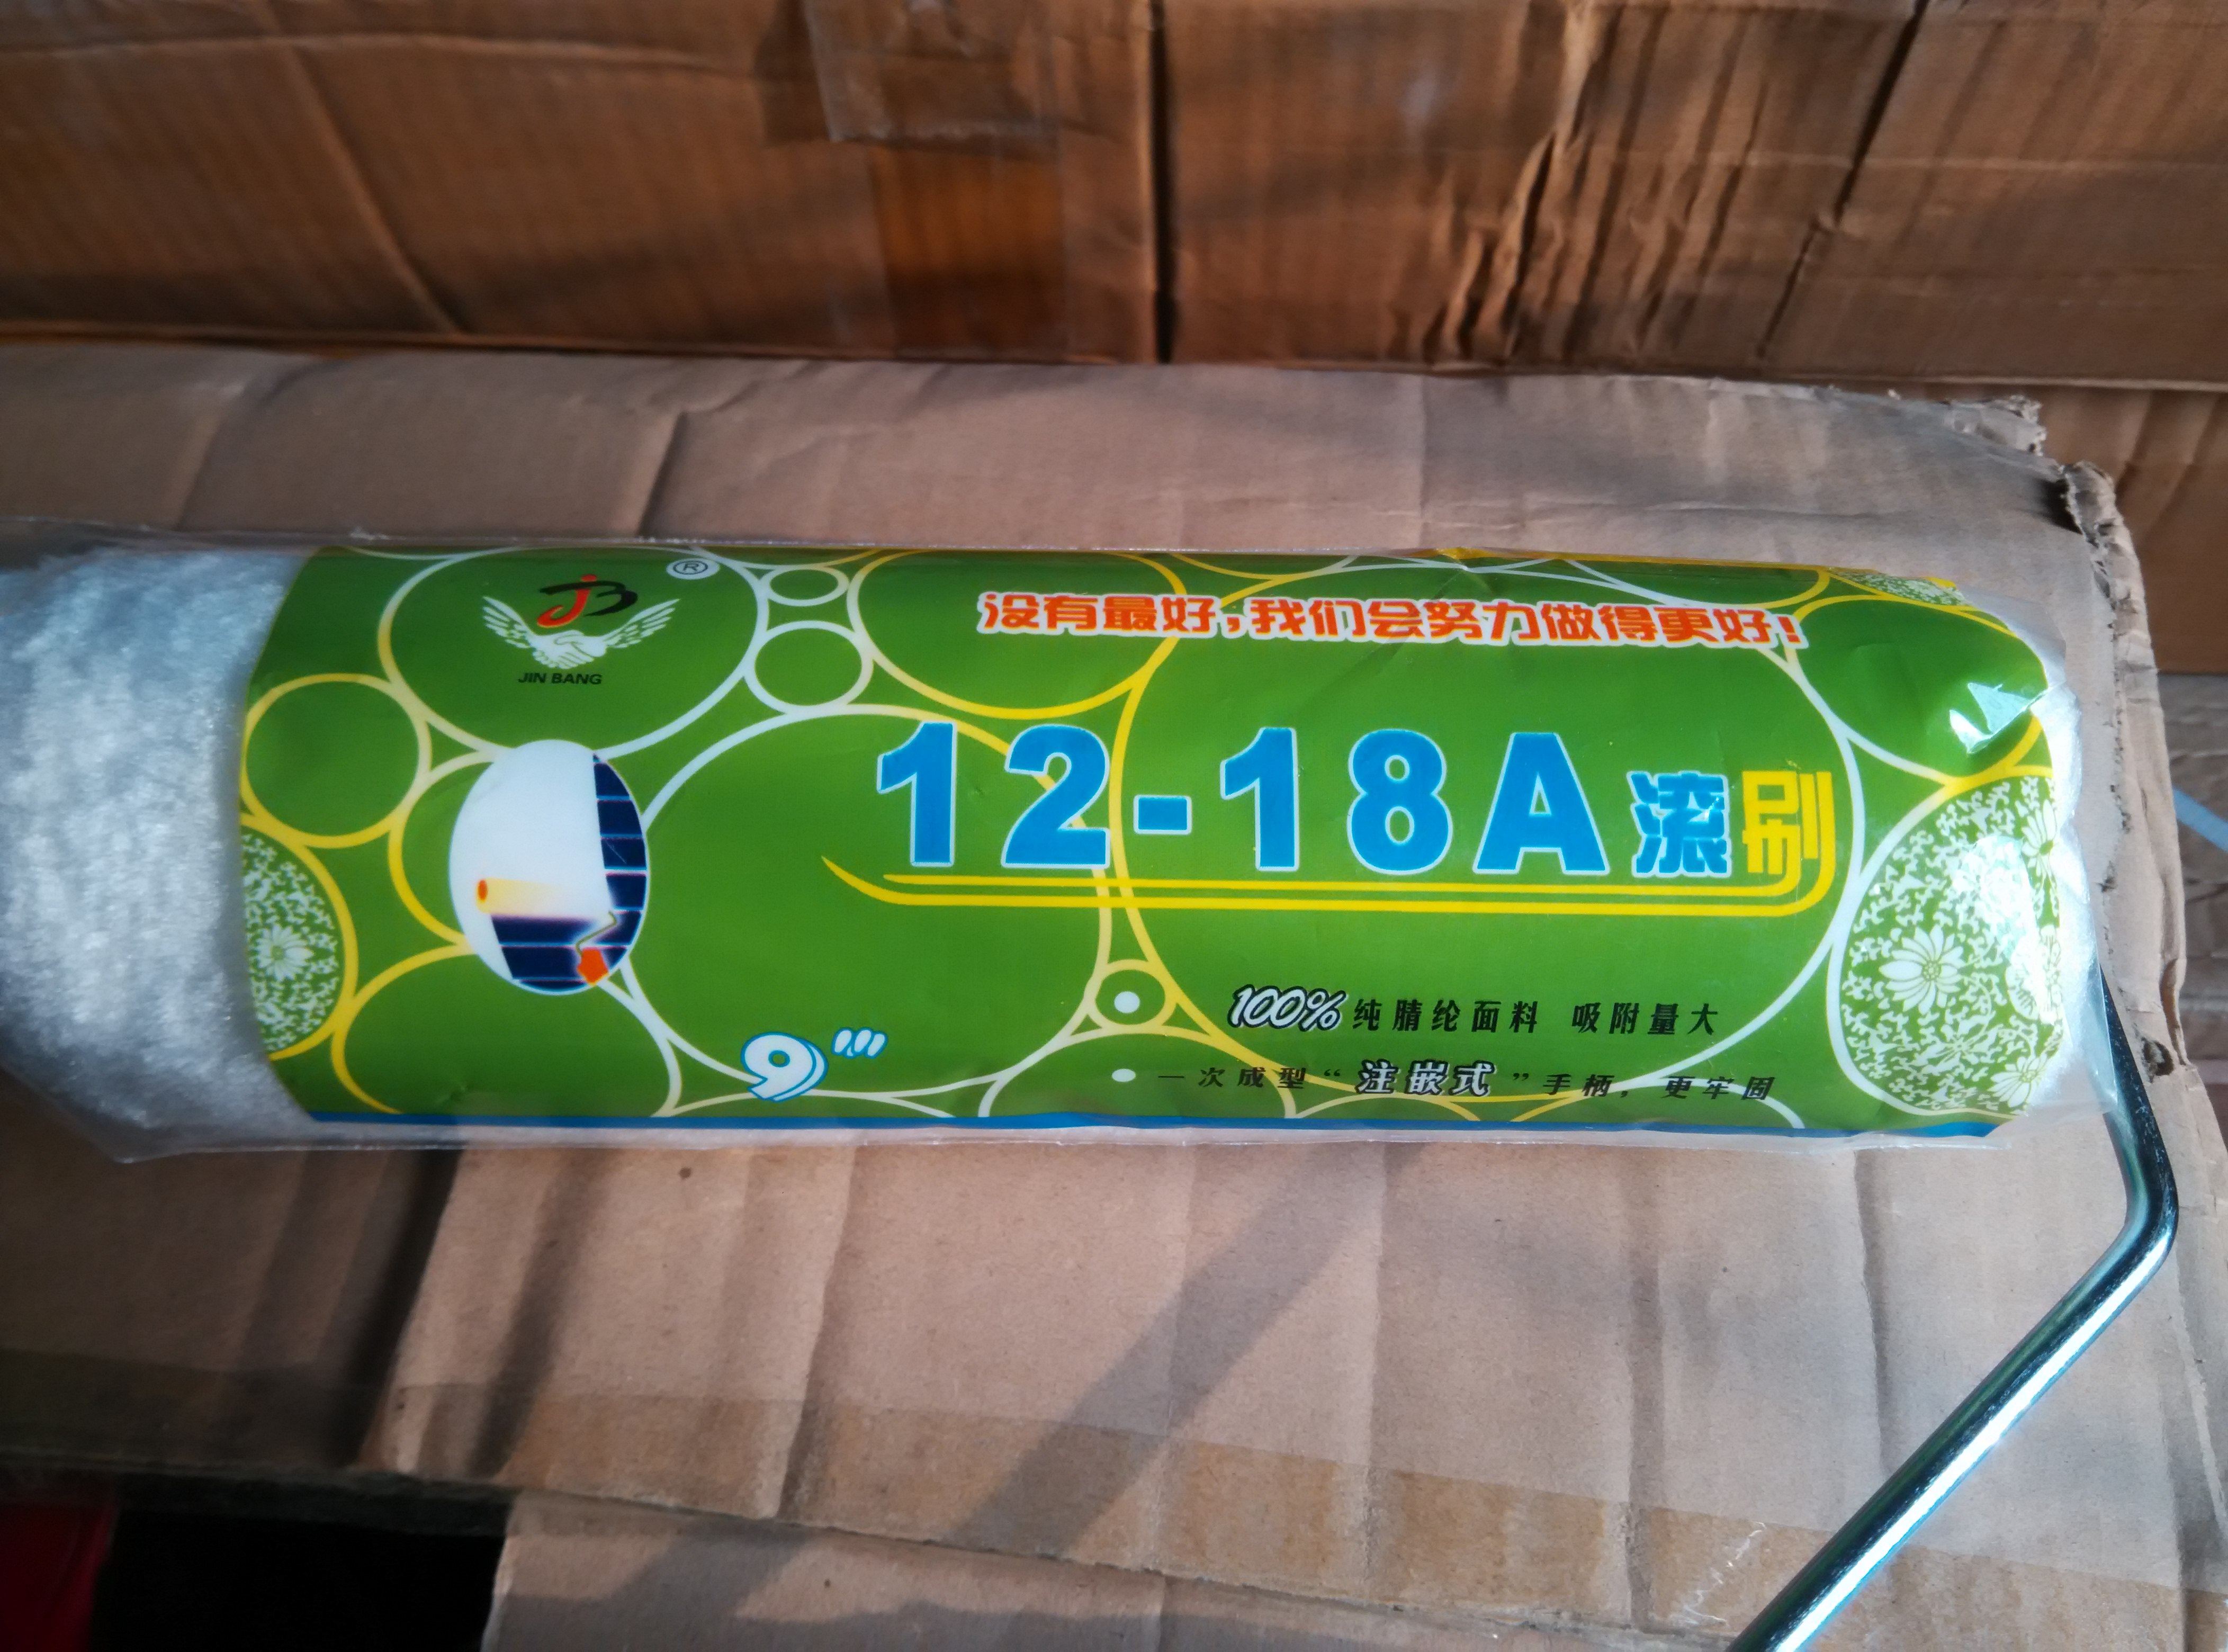 JB
®
JIN BANG
没有最好,我们会努力做得更好!
12-18A滚刷
9'''
100%纯腈纶面料 吸附量大
一次成型“注嵌式”手柄,更牢固